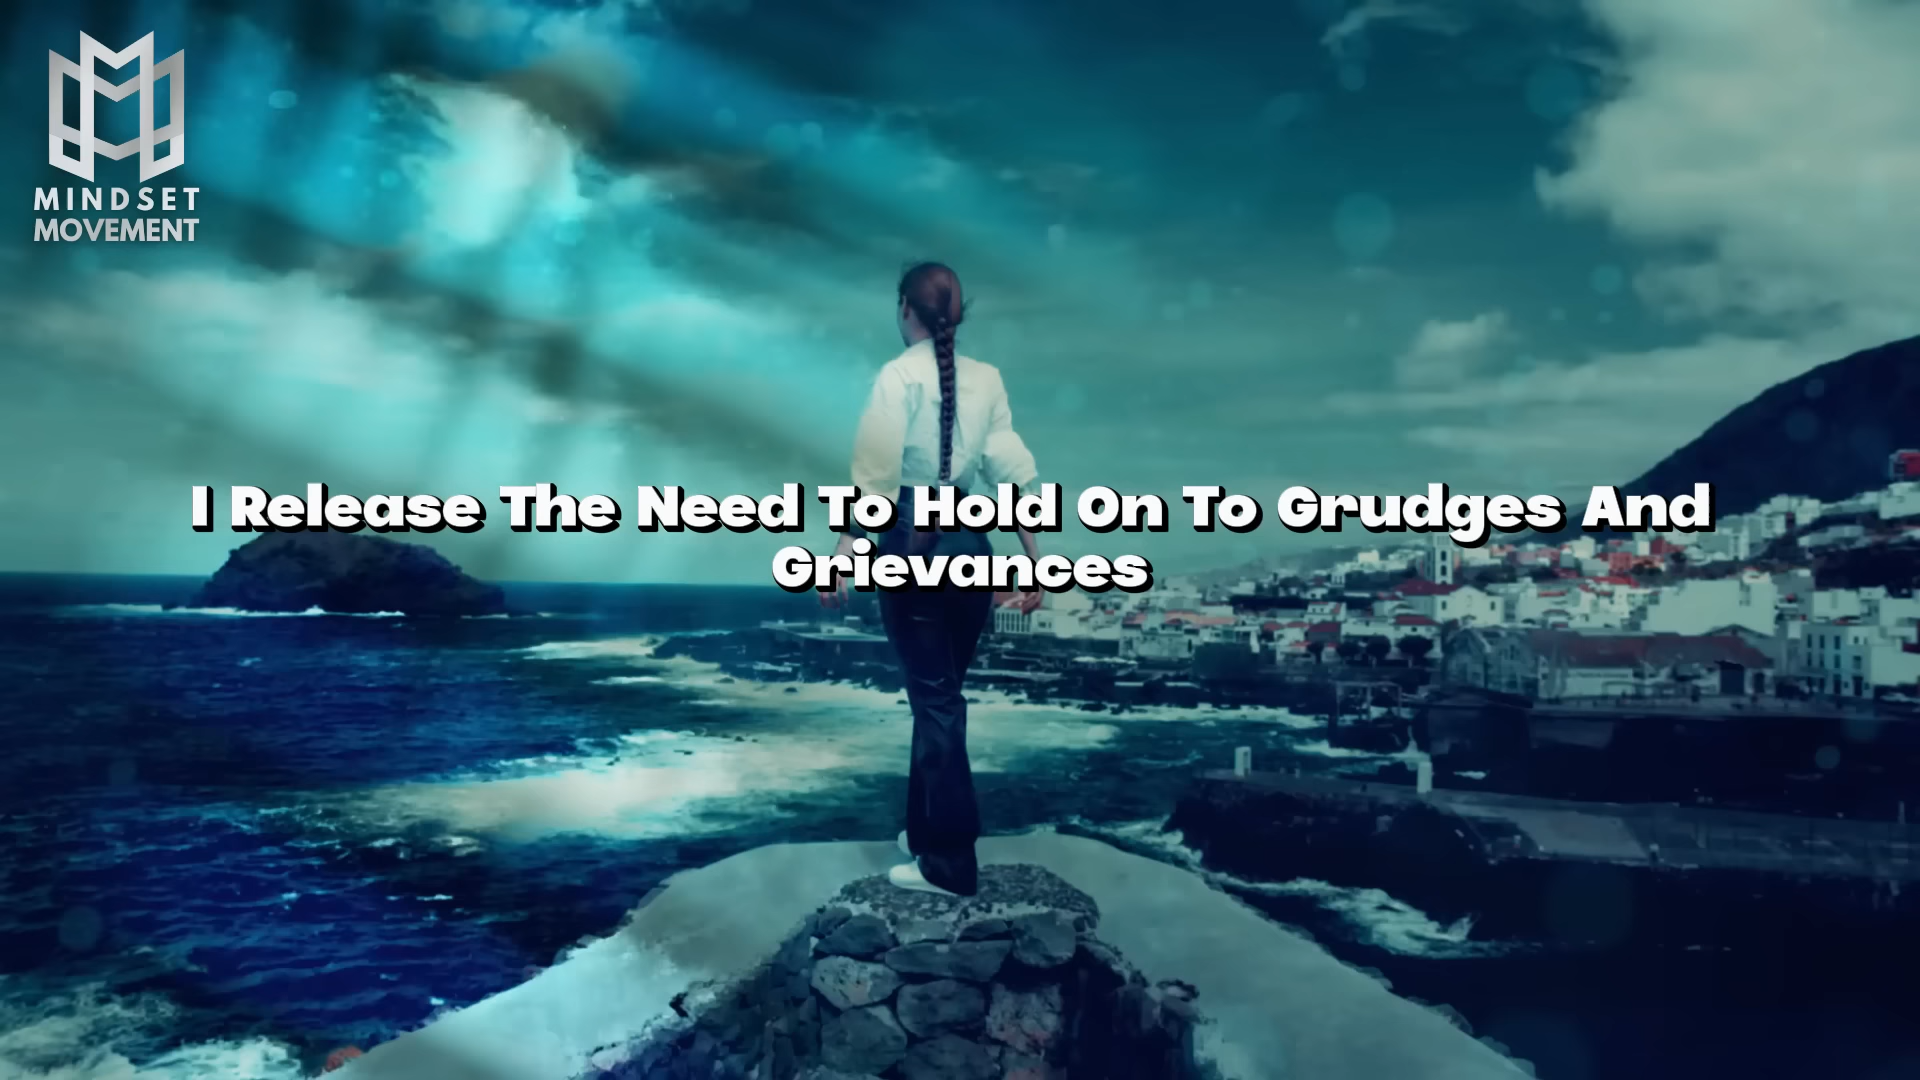 MINDSET
MOVEMENT
I Release The Need To Hold On To Grudges And
Grievances